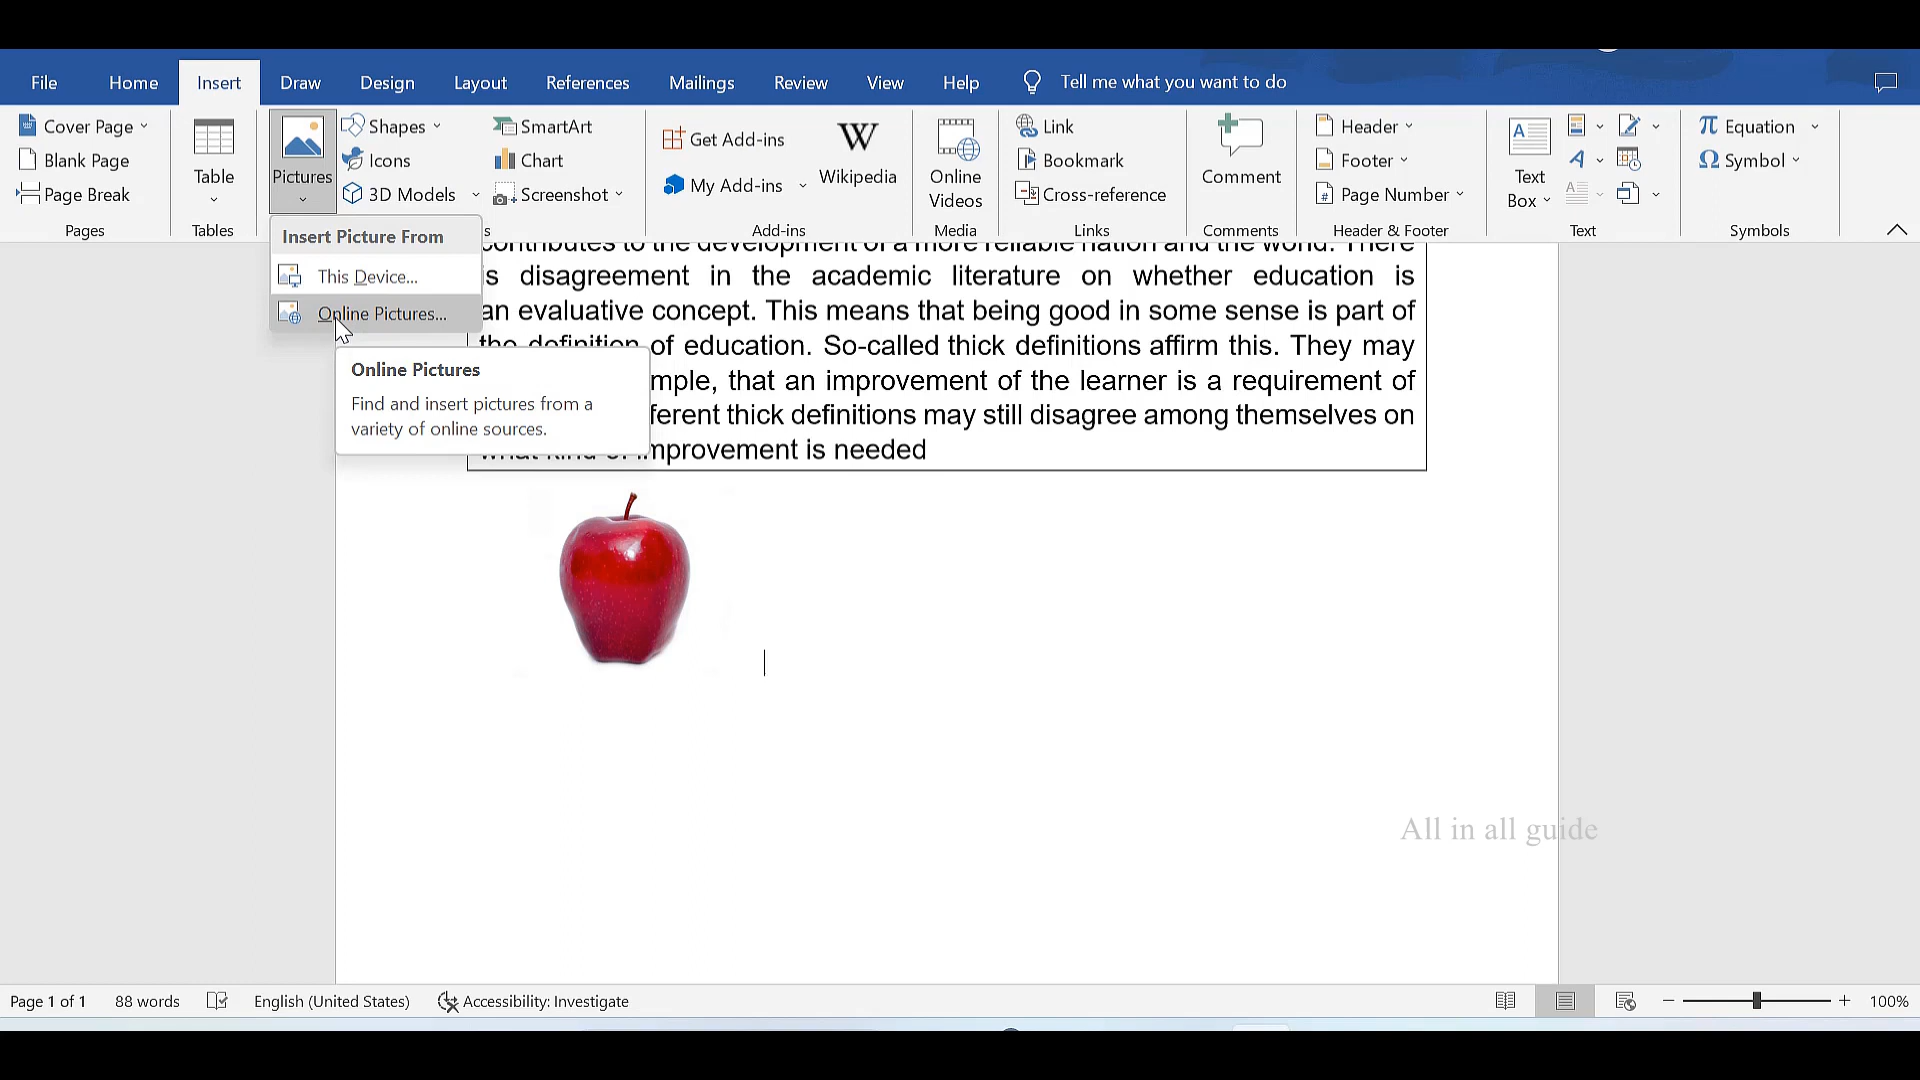 File Home Insert Draw Design Layout References Mailings Review View Help Tell me what you want to do
Cover Page
Blank Page
Page Break
Pages
Table
Tables
Pictures
Shapes
Icons
3D Models
SmartArt
Chart
Screenshot
s
Get Add-ins
My Add-ins
Wikipedia
Add-ins
Online
Videos
Media
Link
Bookmark
Cross-reference
Links
Comment
Comments
Header
Footer
Page Number
Header & Footer
Text
Box
Text
Equation
Symbol
Symbols
Insert Picture From
This Device...
Online Pictures...
Online Pictures
Find and insert pictures from a
variety of online sources.
contributes to the development of a more reliable nation and the world. There
is disagreement in the academic literature on whether education is
an evaluative concept. This means that being good in some sense is part of
the definition of education. So-called thick definitions affirm this. They may
mple, that an improvement of the learner is a requirement of
ferent thick definitions may still disagree among themselves on
what kind of improvement is needed
All in all guide
Page 1 of 1 88 words English (United States) Accessibility: Investigate 100%